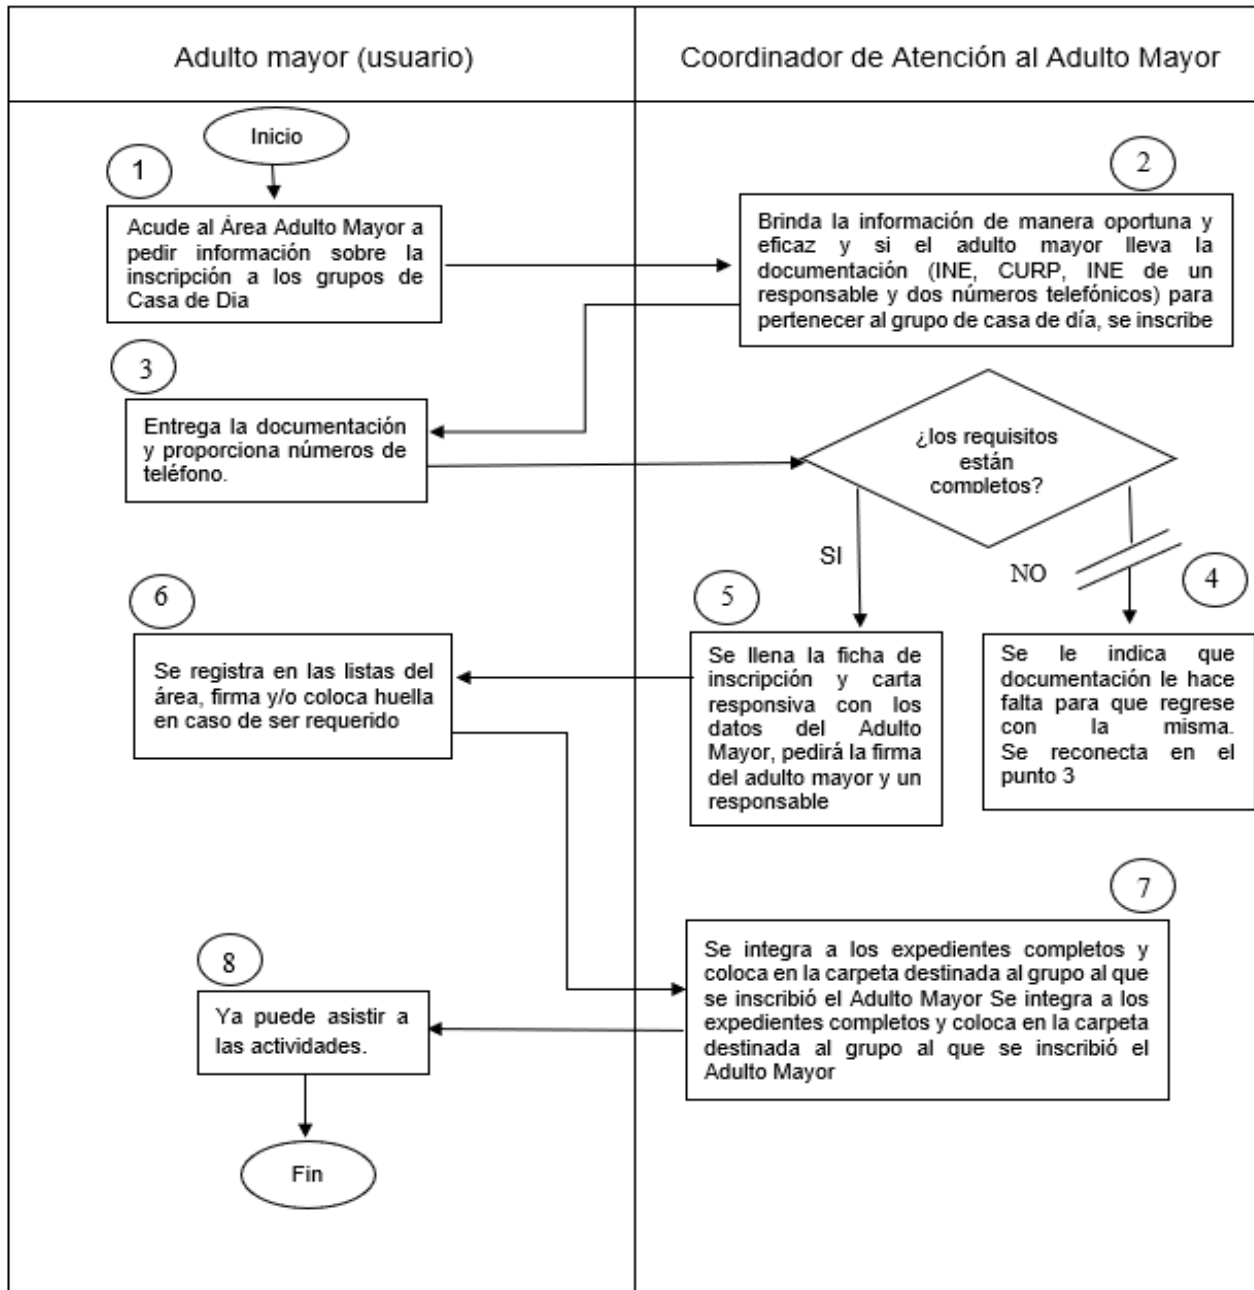 Adulto mayor (usuario)
Coordinador de Atención al Adulto Mayor
Inicio
1
Acude al Área Adulto Mayor a
pedir información sobre la
inscripción a los grupos de
Casa de Dia
2
Brinda la información de manera oportuna y
eficaz y si el adulto mayor lleva la
documentación (INE, CURP, INE de un
responsable y dos números telefónicos) para
pertenecer al grupo de casa de día, se inscribe
3
Entrega la documentación
y proporciona números de
teléfono.
¿los requisitos
están
completos?
SI
NO
4
Se le indica que
documentación le hace
falta para que regrese
con la misma.
Se reconecta en el
punto 3
5
Se llena la ficha de
inscripción y carta
responsiva con los
datos del Adulto
Mayor, pedirá la firma
del adulto mayor y un
responsable
6
Se registra en las listas del
área, firma y/o coloca huella
en caso de ser requerido
7
Se integra a los expedientes completos y
coloca en la carpeta destinada al grupo al que
se inscribió el Adulto Mayor Se integra a los
expedientes completos y coloca en la carpeta
destinada al grupo al que se inscribió el
Adulto Mayor
8
Ya puede asistir a
las actividades.
Fin